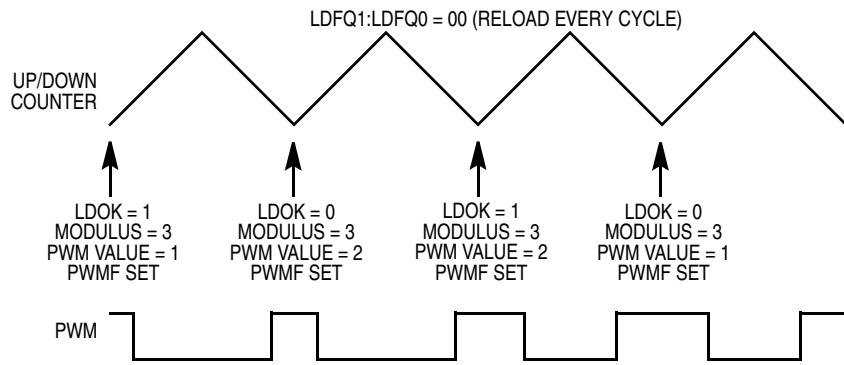 LDFQ1:LDFQ0 = 00 (RELOAD EVERY CYCLE)
UP/DOWN
COUNTER
LDOK = 1
MODULUS = 3
PWM VALUE = 1
PWMF SET
LDOK = 0
MODULUS = 3
PWM VALUE = 2
PWMF SET
LDOK = 1
MODULUS = 3
PWM VALUE = 2
PWMF SET
LDOK = 0
MODULUS = 3
PWM VALUE = 1
PWMF SET
PWM